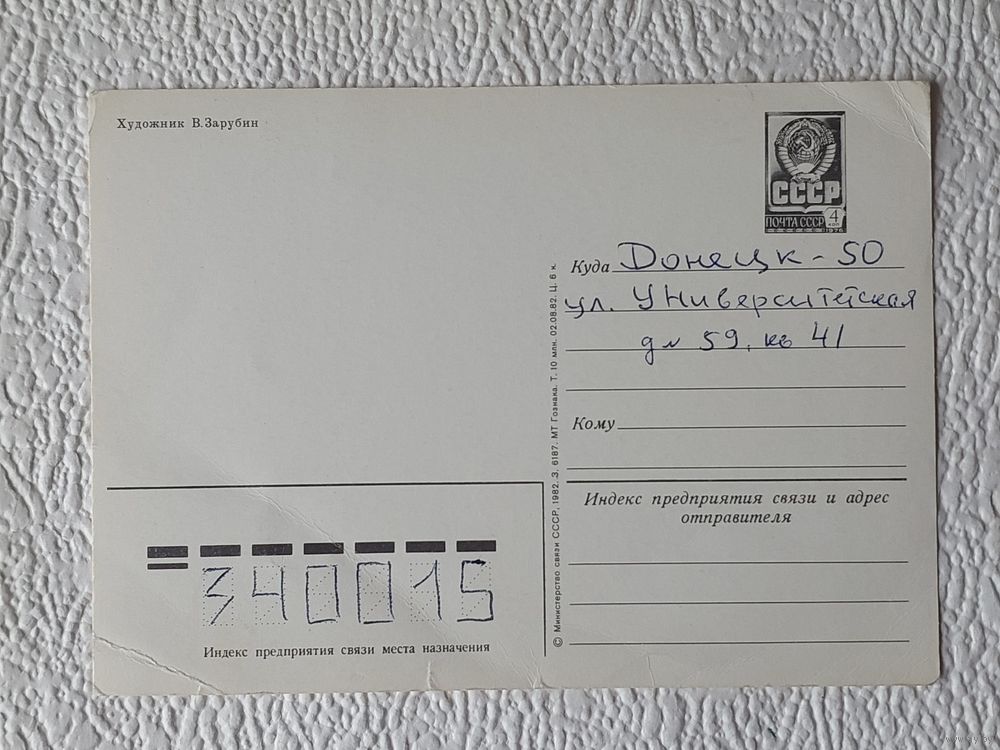 Художник В.Зарубин
СССР
ПОЧТА СССР
4
КОП
1976
Куда Донецк - 50
ул. Университетская
дм 59, кв 41
Кому
Индекс предприятия связи и адрес
отправителя
© Министерство связи СССР, 1982. З. 6187. МТ Гознака. Т. 10 млн. 02.08.82. Ц. 6 к.
340015
Индекс предприятия связи места назначения